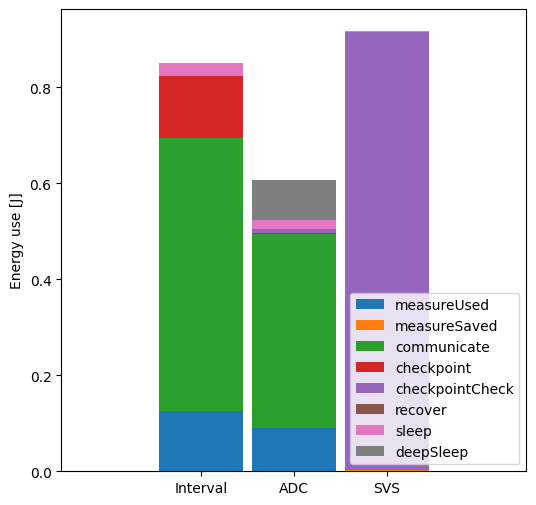 Energy use [J]
0.8
0.6
0.4
0.2
0.0
measureUsed
measureSaved
communicate
checkpoint
checkpointCheck
recover
sleep
deepSleep
Interval ADC SVS